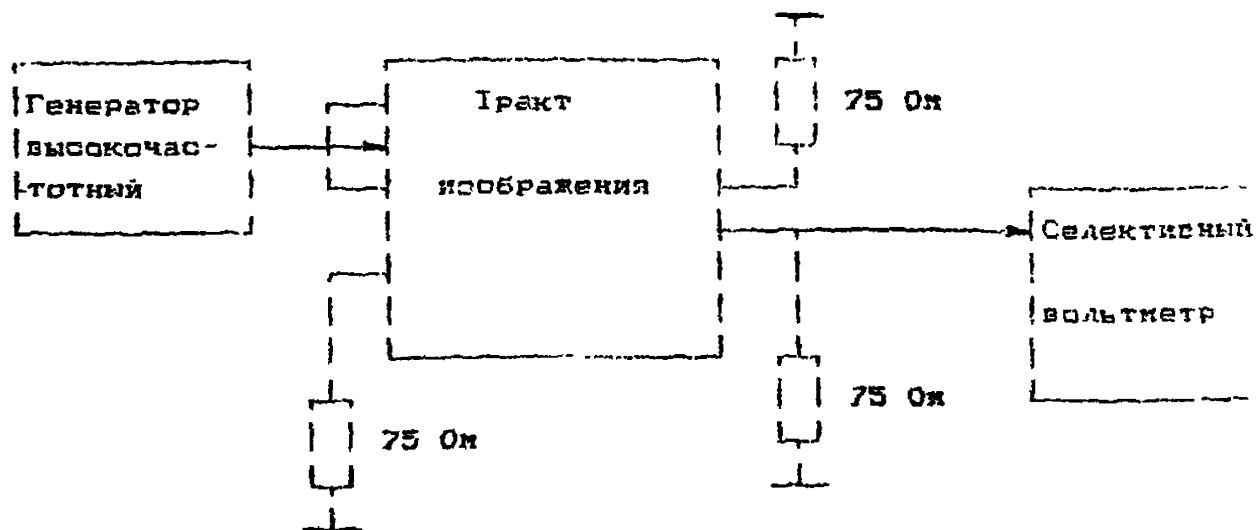 Генератор
высокочас-
тотный
Тракт
изображения
75 Ом
Селективный
вольтметр
75 Ом
75 Ом